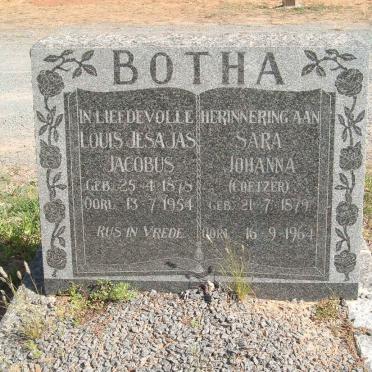 BOTHA
IN LIEFDEVOLLE HERINNERING AAN
LOUIS JESAJAS
JACOBUS
GEB. 25-4-1878
OORL. 13-7-1954
RUS IN VREDE
SARA
JOHANNA
(COETZER)
GEB. 21-7-1879
OORL. 16-9-1964